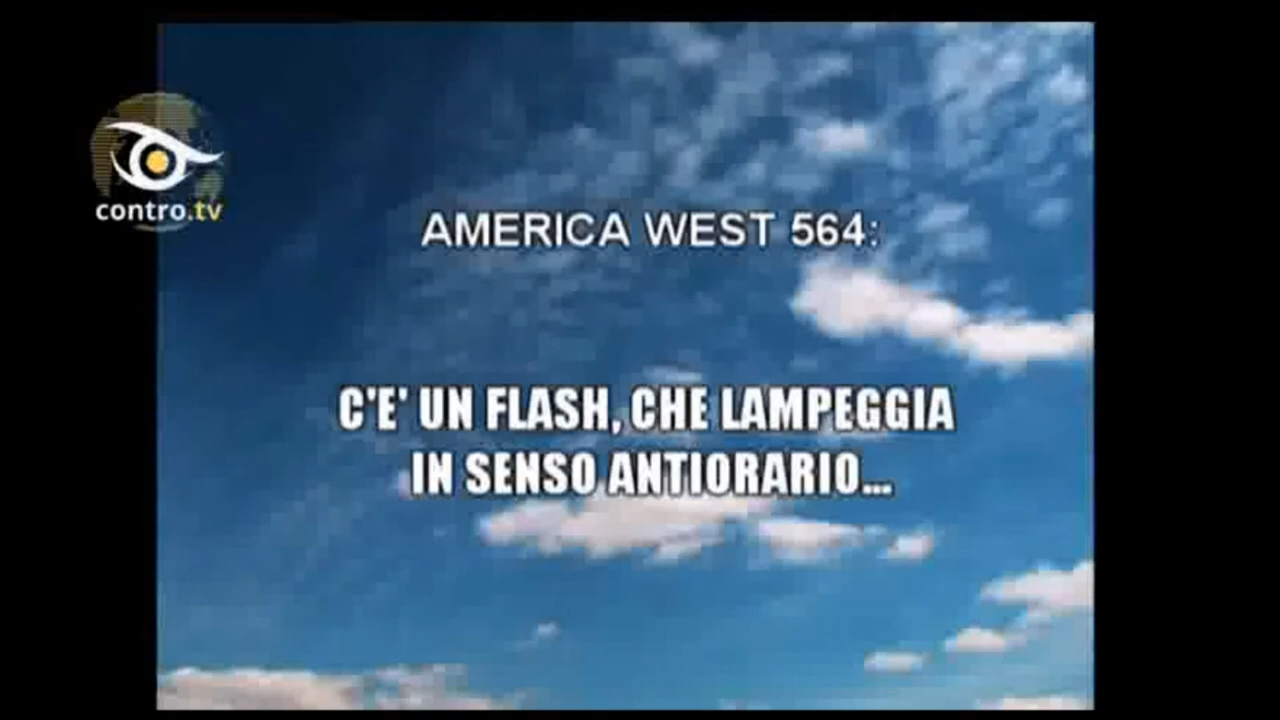 contro.tv
AMERICA WEST 564:
C'E' UN FLASH, CHE LAMPEGGIA
IN SENSO ANTIORARIO...